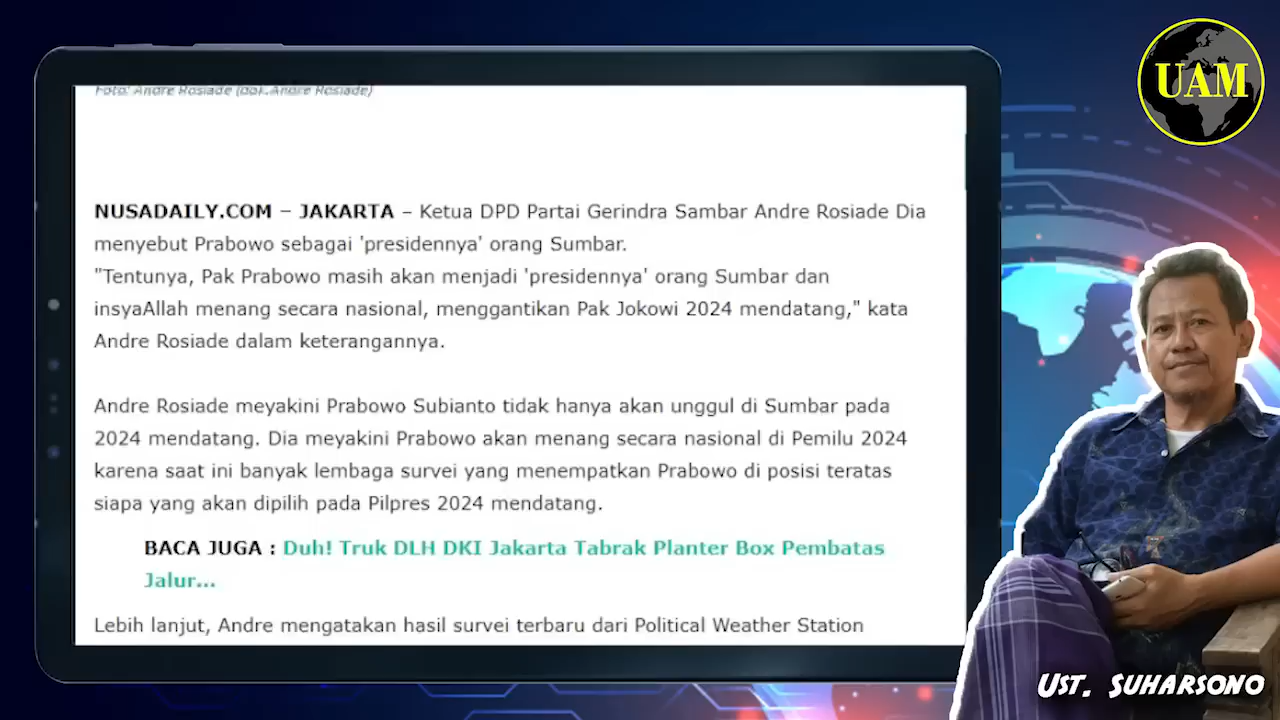 Foto: Andre Rosiade (dok.Andre Rosiade)
NUSADAILY.COM – JAKARTA – Ketua DPD Partai Gerindra Sambar Andre Rosiade Dia
menyebut Prabowo sebagai 'presidennya' orang Sumbar.
"Tentunya, Pak Prabowo masih akan menjadi 'presidennya' orang Sumbar dan
insyaAllah menang secara nasional, menggantikan Pak Jokowi 2024 mendatang," kata
Andre Rosiade dalam keterangannya.
Andre Rosiade meyakini Prabowo Subianto tidak hanya akan unggul di Sumbar pada
2024 mendatang. Dia meyakini Prabowo akan menang secara nasional di Pemilu 2024
karena saat ini banyak lembaga survei yang menempatkan Prabowo di posisi teratas
siapa yang akan dipilih pada Pilpres 2024 mendatang.
BACA JUGA : Duh! Truk DLH DKI Jakarta Tabrak Planter Box Pembatas
Jalur...
Lebih lanjut, Andre mengatakan hasil survei terbaru dari Political Weather Station
UAM
UST. SUHARSONO